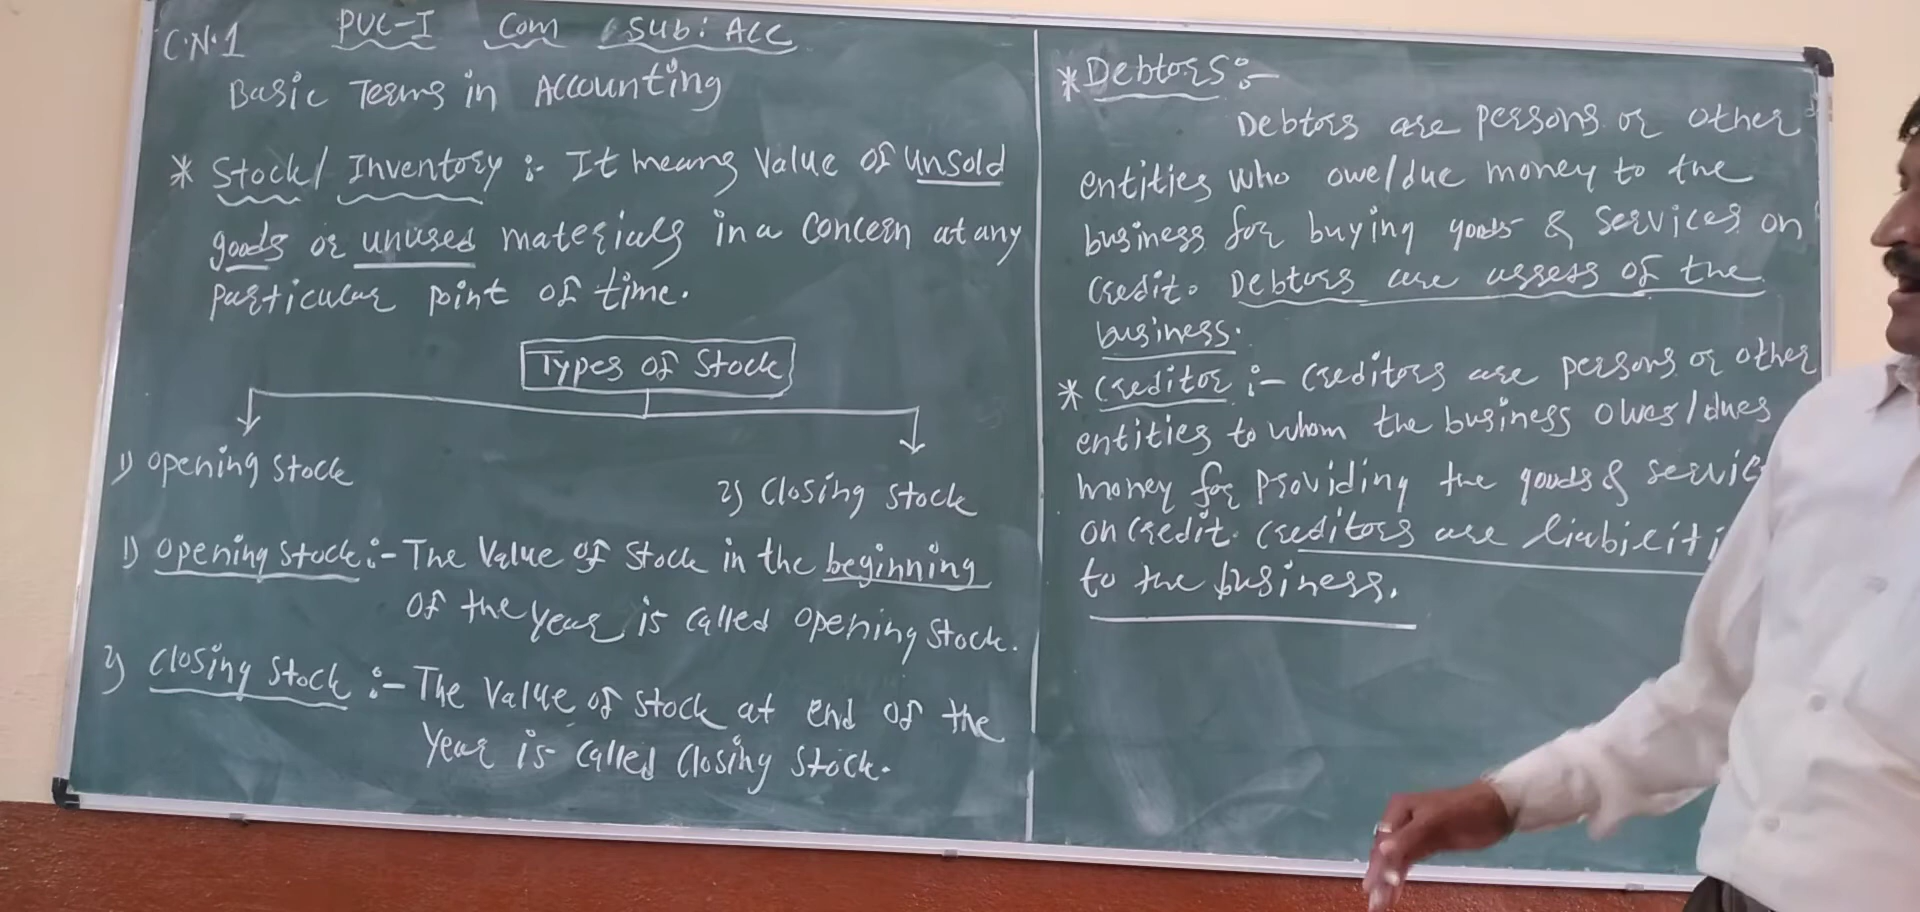 C.N.1 PUC-I Com Sub: ACC
Basic Terms in Accounting
* Stock/ Inventory :- It means Value of unsold
goods or unused materials in a concern at any
particular point of time.
Types of Stock
1) Opening Stock
2) Closing Stock
1) Opening Stock :- The Value of Stock in the beginning
of the year is called opening Stock.
2) Closing Stock :- The Value of Stock at end of the
Year is called Closing Stock.
* Debtors :-
Debtors are persons or other
entities who owe/due money to the
business for buying goods & services on
credit. Debtors are assess of the
business.
* Creditor :- Creditors are persons or other
entities to whom the business owes/dues
money for providing the goods & servic
on credit. Creditors are liabiliti
to the business.